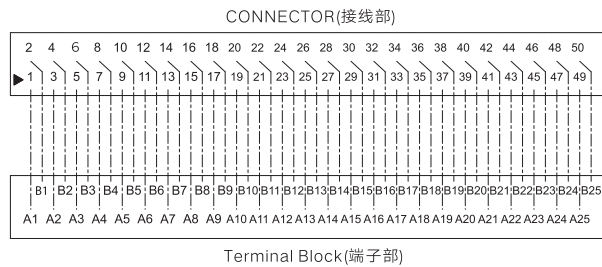 CONNECTOR(接线部)
2 4 6 8 10 12 14 16 18 20 22 24 26 28 30 32 34 36 38 40 42 44 46 48 50
1 3 5 7 9 11 13 15 17 19 21 23 25 27 29 31 33 35 37 39 41 43 45 47 49
B1 B2 B3 B4 B5 B6 B7 B8 B9 B10 B11 B12 B13 B14 B15 B16 B17 B18 B19 B20 B21 B22 B23 B24 B25
A1 A2 A3 A4 A5 A6 A7 A8 A9 A10 A11 A12 A13 A14 A15 A16 A17 A18 A19 A20 A21 A22 A23 A24 A25
Terminal Block(端子部)